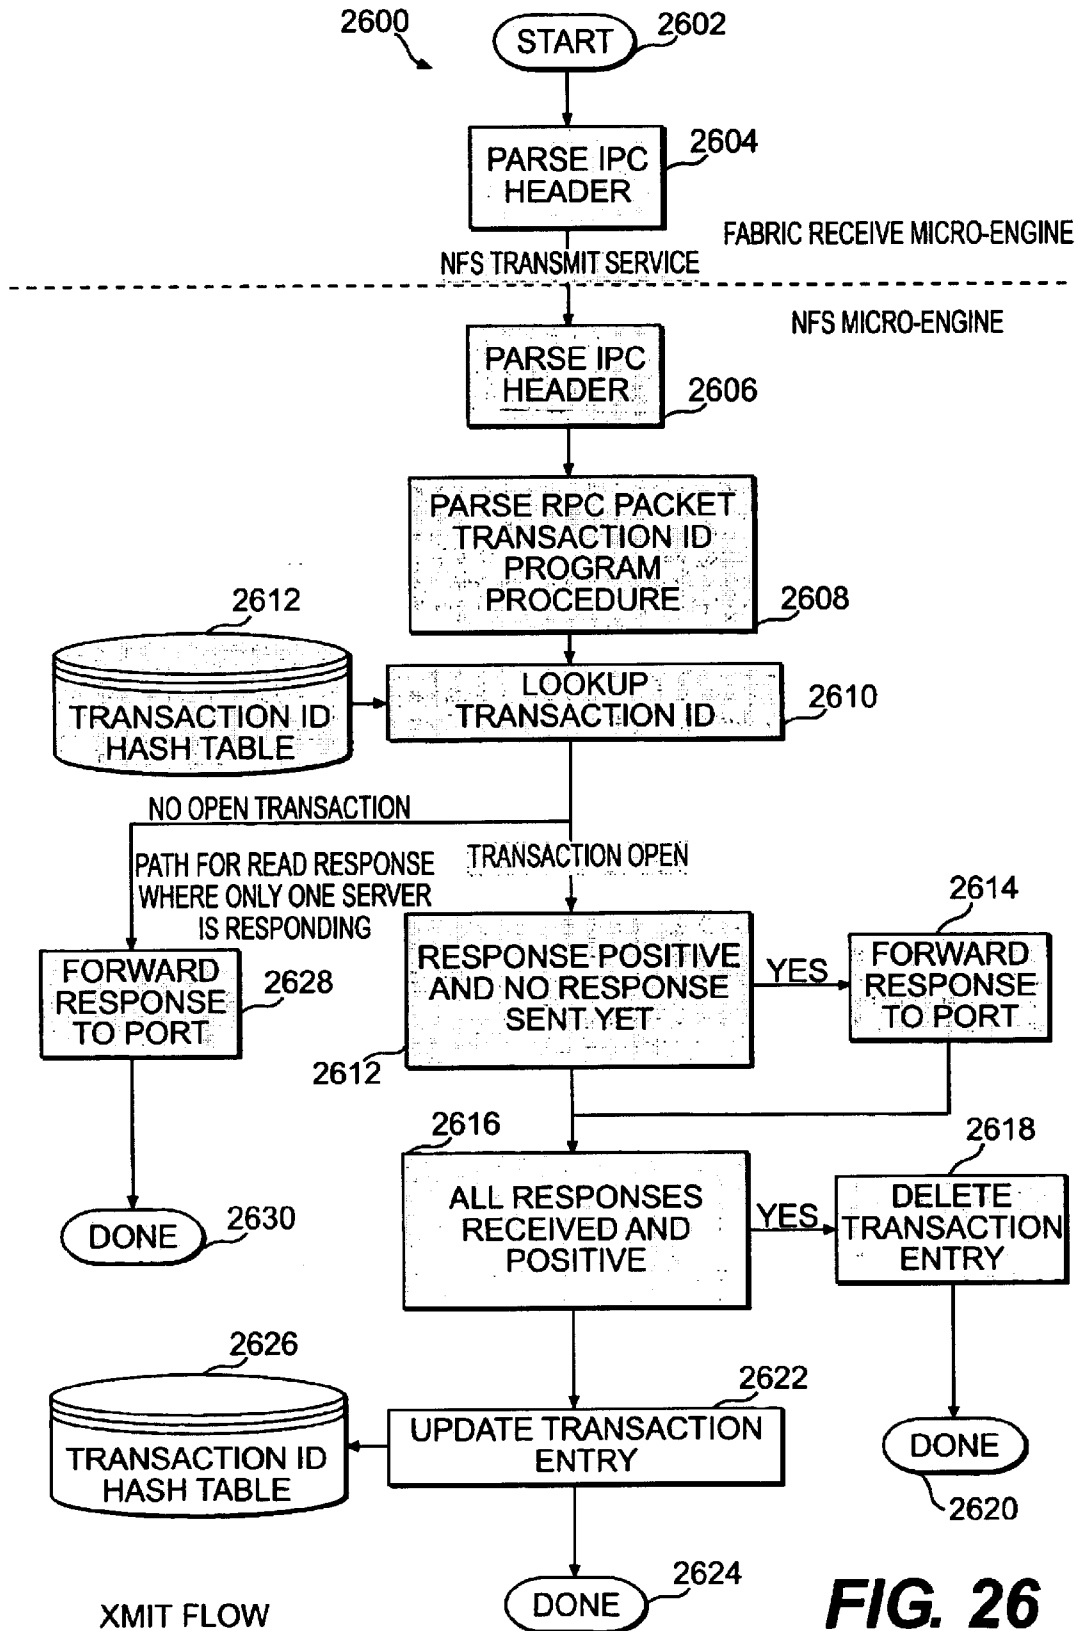 2600
START
2602
PARSE IPC
HEADER
2604
FABRIC RECEIVE MICRO-ENGINE
NFS TRANSMIT SERVICE
NFS MICRO-ENGINE
PARSE IPC
HEADER
2606
PARSE RPC PACKET
TRANSACTION ID
PROGRAM
PROCEDURE
2608
2612
TRANSACTION ID
HASH TABLE
LOOKUP
TRANSACTION ID
2610
NO OPEN TRANSACTION
PATH FOR READ RESPONSE
WHERE ONLY ONE SERVER
IS RESPONDING
TRANSACTION OPEN
FORWARD
RESPONSE
TO PORT
2628
RESPONSE POSITIVE
AND NO RESPONSE
SENT YET
2612
YES
2614
FORWARD
RESPONSE
TO PORT
2616
ALL RESPONSES
RECEIVED AND
POSITIVE
YES
2618
DELETE
TRANSACTION
ENTRY
DONE
2630
2626
TRANSACTION ID
HASH TABLE
2622
UPDATE TRANSACTION
ENTRY
DONE
2620
DONE
2624
XMIT FLOW
FIG. 26